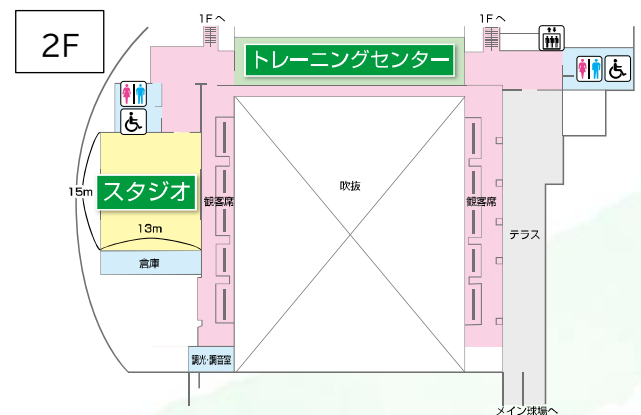 2F
1Fへ
1Fへ
トレーニングセンター
15m
スタジオ
13m
倉庫
観客席
吹抜
観客席
テラス
調光・調音室
メイン球場へ